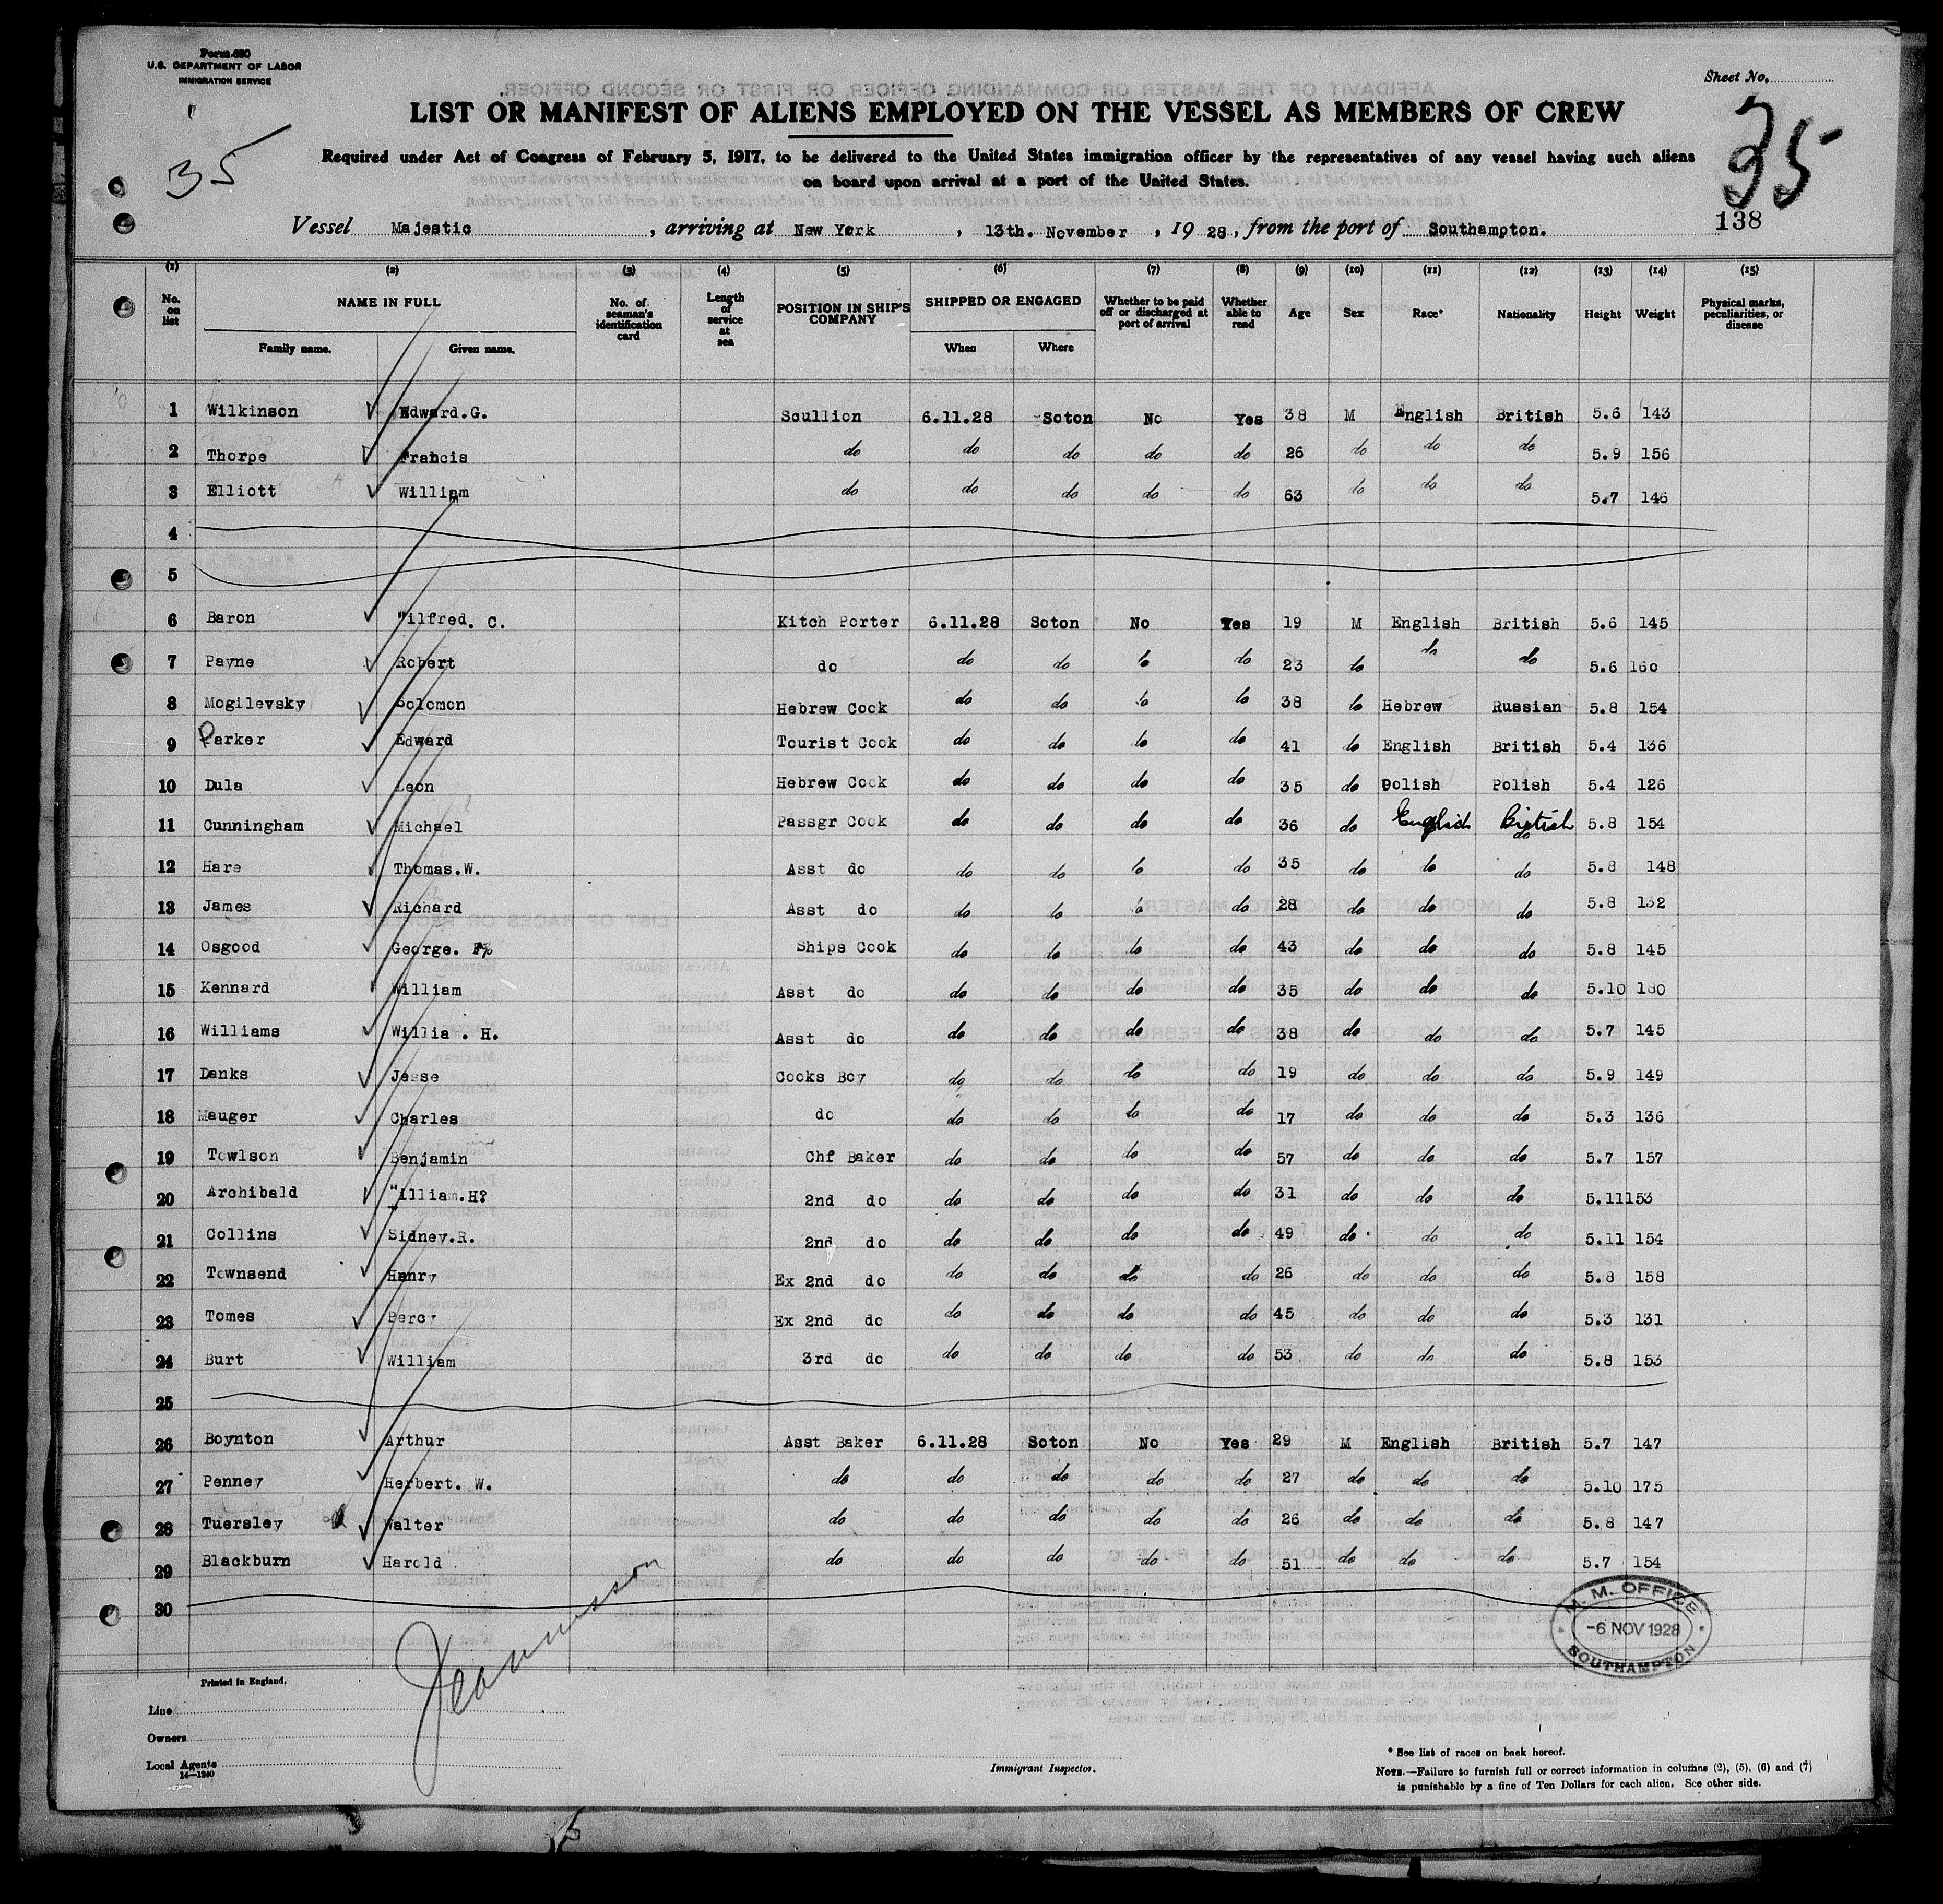 Form 680
U.S. DEPARTMENT OF LABOR
IMMIGRATION SERVICE
Sheet No.
35
35
138
LIST OR MANIFEST OF ALIENS EMPLOYED ON THE VESSEL AS MEMBERS OF CREW
Required under Act of Congress of February 5, 1917, to be delivered to the United States immigration officer by the representatives of any vessel having such aliens
on board upon arrival at a port of the United States.
Vessel Majestic, arriving at New York, 13th. November, 1928, from the port of Southampton.
(1) (2) (3) (4) (5) (6) (7) (8) (9) (10) (11) (12) (13) (14) (15)
No. on list NAME IN FULL Family name. Given name. No. of seaman's identification card Length of service at sea POSITION IN SHIP'S COMPANY SHIPPED OR ENGAGED When Where Whether to be paid off or discharged at port of arrival Whether able to read Age Sex Race* Nationality Height Weight Physical marks, peculiarities, or disease
1 Wilkinson Edward.G. Scullion 6.11.28 Soton No Yes 38 M English British 5.6 143
2 Thorpe Francis do do do do do 26 do do do 5.9 156
3 Elliott William do do do do do 63 do do do 5.7 146
4
5
6 Baron "ilfred. C. Kitch Porter 6.11.28 Soton No Yes 19 M English British 5.6 145
7 Payne Robert do do do do do 23 do do do 5.6 160
8 Mogilevsky Solomon Hebrew Cook do do do do 38 do Hebrew Russian 5.8 154
9 Parker Edward Tourist Cook do do do do 41 do English British 5.4 136
10 Dula Leon Hebrew Cook do do do do 35 do Polish Polish 5.4 126
11 Cunningham Michael Passgr Cook do do do do 36 do English British do 5.8 154
12 Hare Thomas.W. Asst do do do do do 35 do do do 5.8 148
13 James Richard Asst do do do do do 28 do do do 5.8 132
14 Osgood George. Ships Cook do do do do 43 do do do 5.8 145
15 Kennard William Asst do do do do do 35 do do do 5.10 160
16 Williams Willia . H. Asst do do do do do 38 do do do 5.7 145
17 Danks Jesse Cooks Boy do do do do 19 do do do 5.9 149
18 Mauger Charles do do do do do 17 do do do 5.3 136
19 Towlson Benjamin Chf Baker do do do do 57 do do do 5.7 157
20 Archibald "illiam.H? 2nd do do do do do 31 do do do 5.11 153
21 Collins Sidney.R. 2nd do do do do do 49 do do do 5.11 154
22 Townsend Henry Ex 2nd do do do do do 26 do do do 5.8 158
23 Tomes Percy Ex 2nd do do do do do 45 do do do 5.3 131
24 Burt William 3rd do do do do do 53 do do do 5.8 153
25
26 Boynton Arthur Asst Baker 6.11.28 Soton No Yes 29 M English British 5.7 147
27 Penney Herbert. W. do do do do do 27 do do do 5.10 175
28 Tuersley Walter do do do do do 26 do do do 5.8 147
29 Blackburn Harold do do do do do 51 do do do 5.7 154
30
M. M. OFFICE
-6 NOV 1928
SOUTHAMPTON
Printed in England.
Line
Owners
Local Agents
14—1240
Immigrant Inspector.
* See list of races on back hereof.
NOTE.—Failure to furnish full or correct information in columns (2), (5), (6) and (7)
is punishable by a fine of Ten Dollars for each alien. See other side.